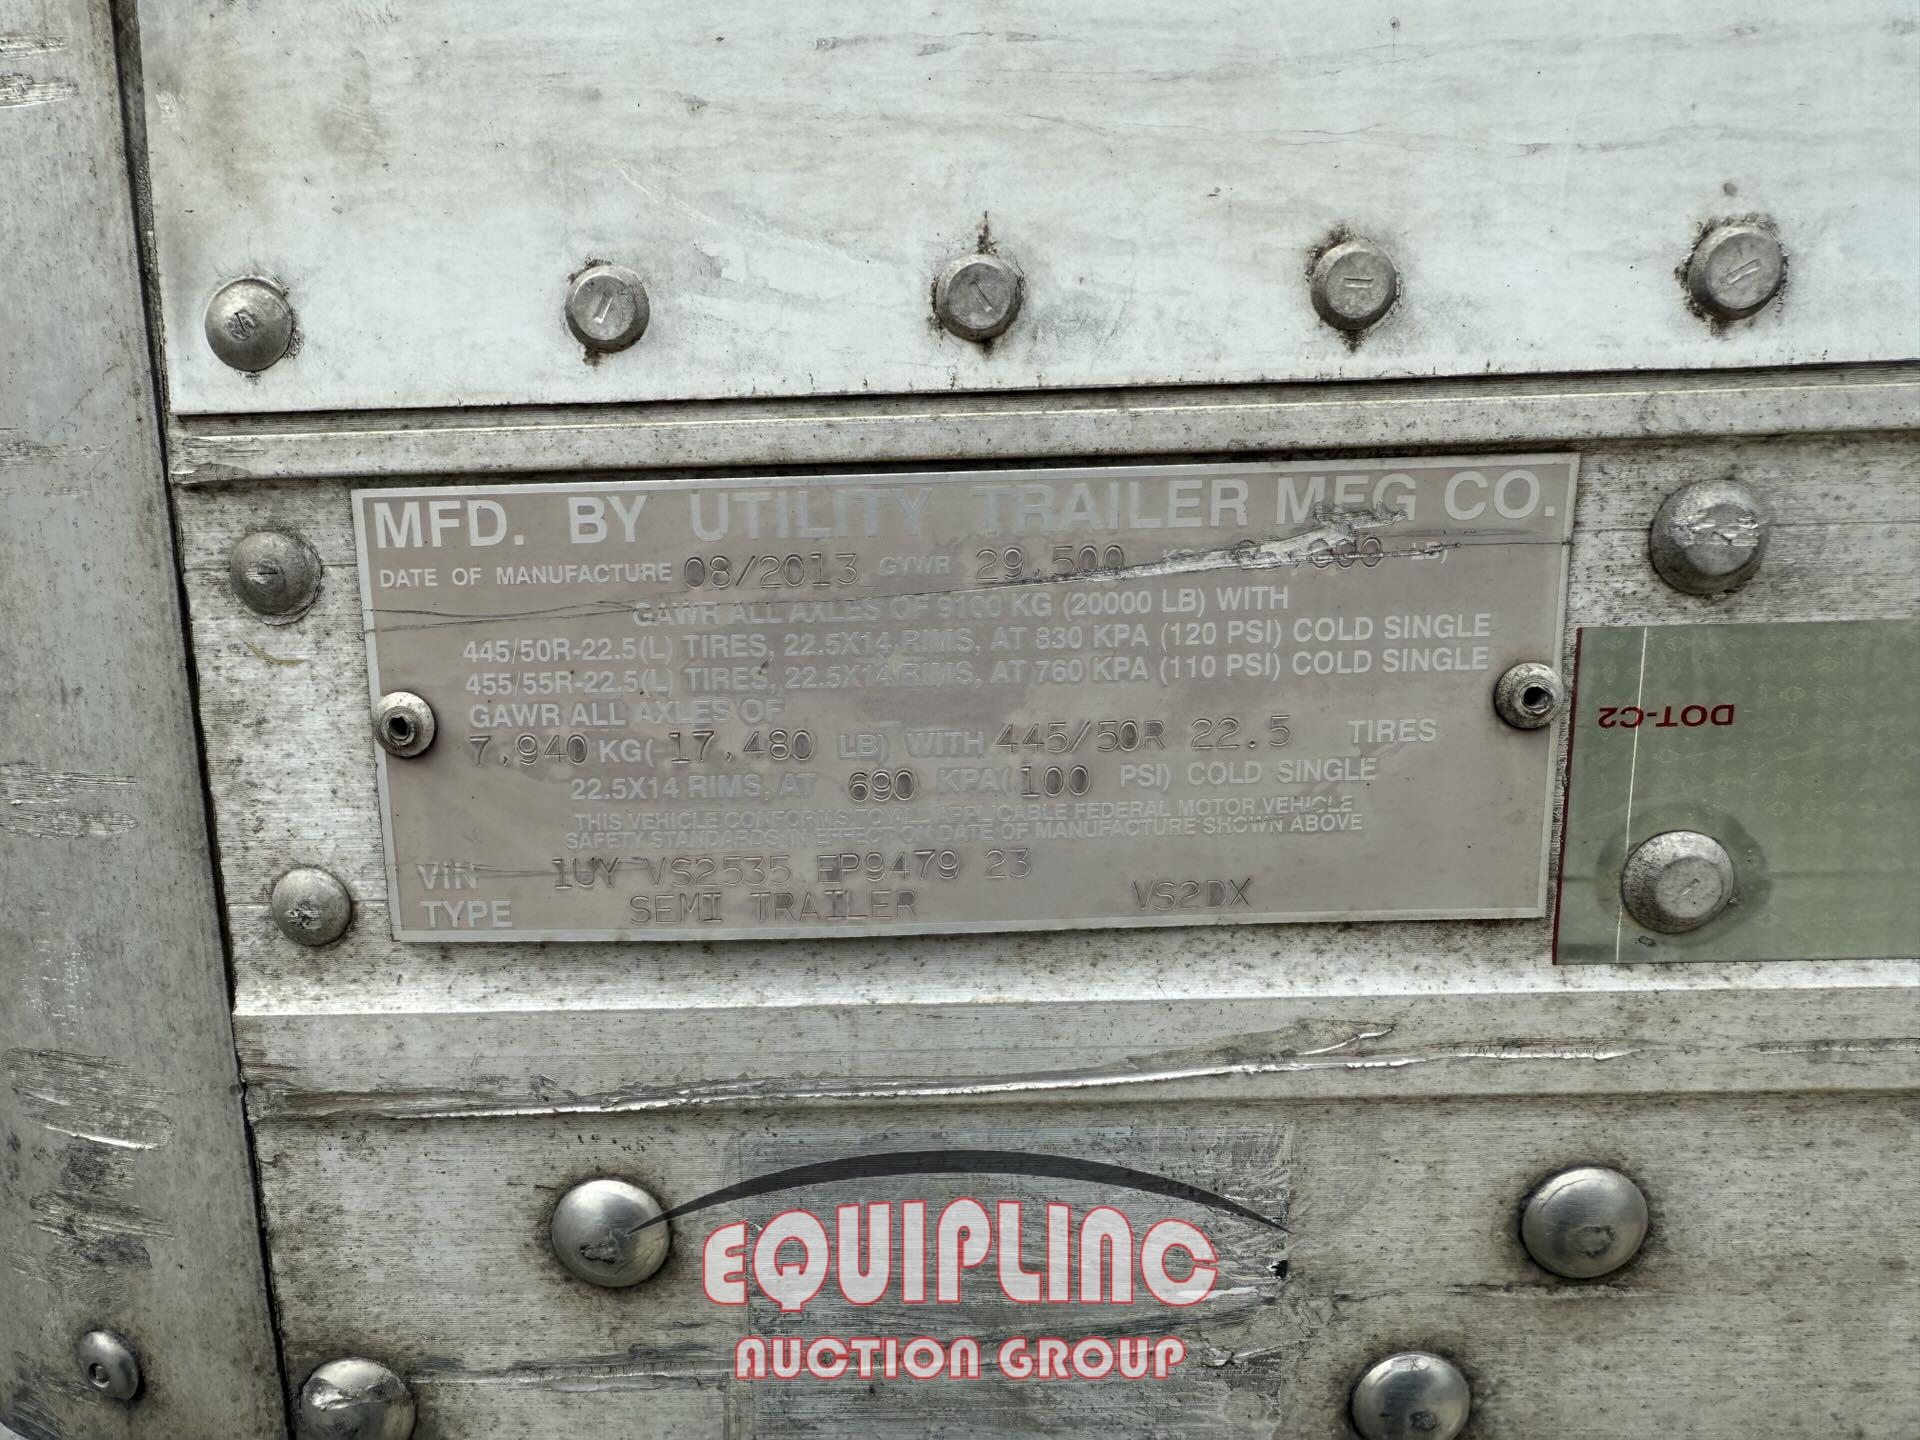 MFD. BY UTILITY TRAILER MFG CO.
DATE OF MANUFACTURE 08/2013 GVWR 29,500 LB)
GAWR ALL AXLES OF 9100 KG (20000 LB) WITH
445/50R-22.5(L) TIRES, 22.5X14 RIMS, AT 830 KPA (120 PSI) COLD SINGLE
455/55R-22.5(L) TIRES, 22.5X14 RIMS, AT 760 KPA (110 PSI) COLD SINGLE
GAWR ALL AXLES OF
7,940 KG( 17,480 LB) WITH 445/50R 22.5 TIRES
22.5X14 RIMS, AT 690 KPA( 100 PSI) COLD SINGLE
THIS VEHICLE CONFORMS TO ALL APPLICABLE FEDERAL MOTOR VEHICLE
SAFETY STANDARDS IN EFFECT ON DATE OF MANUFACTURE SHOWN ABOVE
VIN 1UY VS2535 EP9479 23
TYPE SEMI TRAILER VS2DX
DOT-C2
EQUIPLINC
AUCTION GROUP